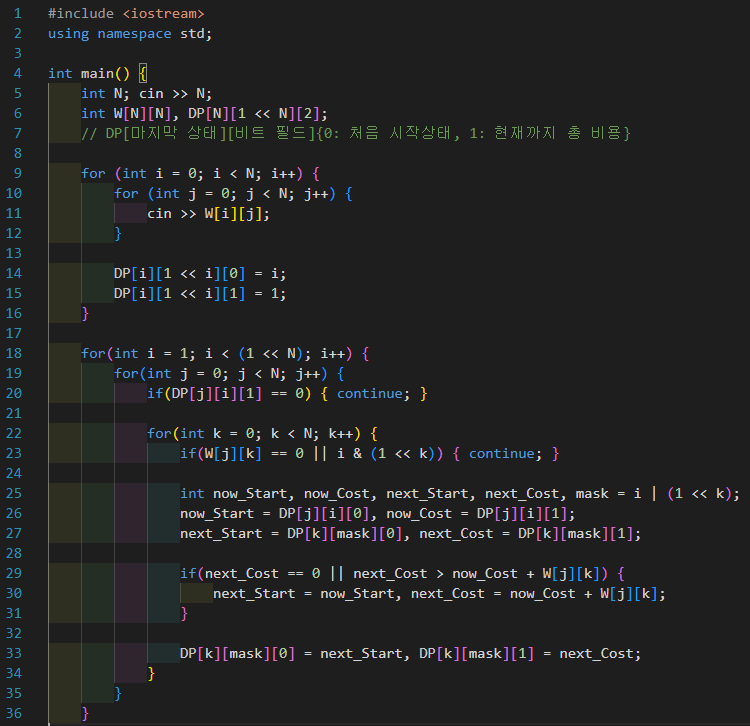 1 #include <iostream>
2 using namespace std;
3
4 int main() {
5 int N; cin >> N;
6 int W[N][N], DP[N][1 << N][2];
7 // DP[마지막 상태][비트 필드]{0: 처음 시작상태, 1: 현재까지 총 비용}
8
9 for (int i = 0; i < N; i++) {
10 for (int j = 0; j < N; j++) {
11 cin >> W[i][j];
12 }
13
14 DP[i][1 << i][0] = i;
15 DP[i][1 << i][1] = 1;
16 }
17
18 for(int i = 1; i < (1 << N); i++) {
19 for(int j = 0; j < N; j++) {
20 if(DP[j][i][1] == 0) { continue; }
21
22 for(int k = 0; k < N; k++) {
23 if(W[j][k] == 0 || i & (1 << k)) { continue; }
24
25 int now_Start, now_Cost, next_Start, next_Cost, mask = i | (1 << k);
26 now_Start = DP[j][i][0], now_Cost = DP[j][i][1];
27 next_Start = DP[k][mask][0], next_Cost = DP[k][mask][1];
28
29 if(next_Cost == 0 || next_Cost > now_Cost + W[j][k]) {
30 next_Start = now_Start, next_Cost = now_Cost + W[j][k];
31 }
32
33 DP[k][mask][0] = next_Start, DP[k][mask][1] = next_Cost;
34 }
35 }
36 }